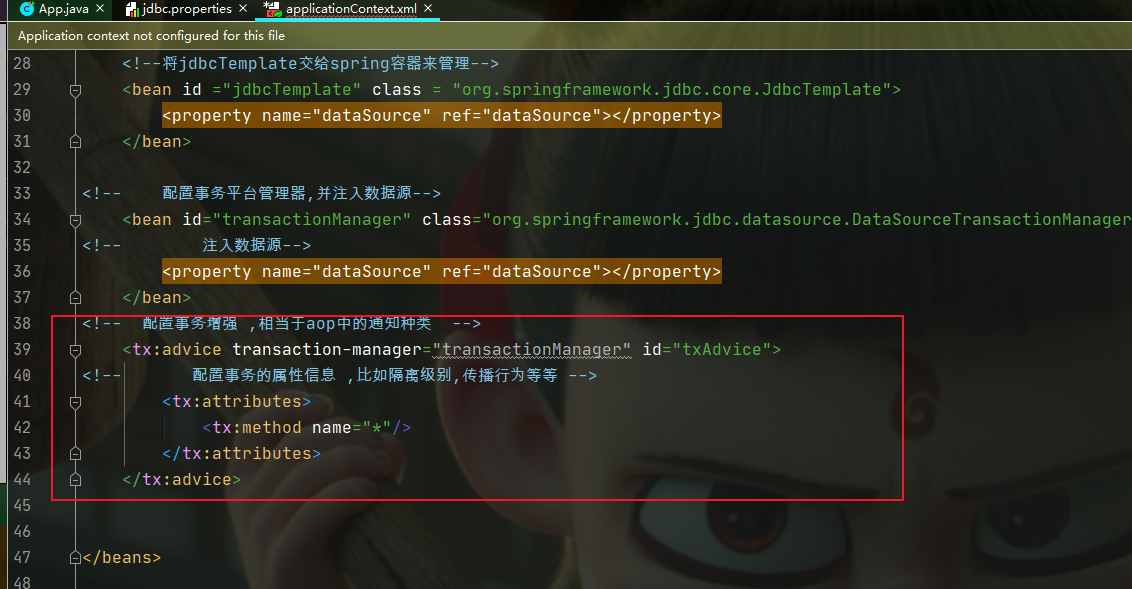 App.java × jdbc.properties × applicationContext.xml ×
Application context not configured for this file
28 <!--将jdbcTemplate交给spring容器来管理-->
29 <bean id ="jdbcTemplate" class = "org.springframework.jdbc.core.JdbcTemplate">
30 <property name="dataSource" ref="dataSource"></property>
31 </bean>
32
33 <!-- 配置事务平台管理器,并注入数据源-->
34 <bean id="transactionManager" class="org.springframework.jdbc.datasource.DataSourceTransactionManager
35 <!-- 注入数据源-->
36 <property name="dataSource" ref="dataSource"></property>
37 </bean>
38 <!-- 配置事务增强 ,相当于aop中的通知种类 -->
39 <tx:advice transaction-manager="transactionManager" id="txAdvice">
40 <!-- 配置事务的属性信息 ,比如隔离级别,传播行为等等 -->
41 <tx:attributes>
42 <tx:method name="*"/>
43 </tx:attributes>
44 </tx:advice>
45
46
47 </beans>
48